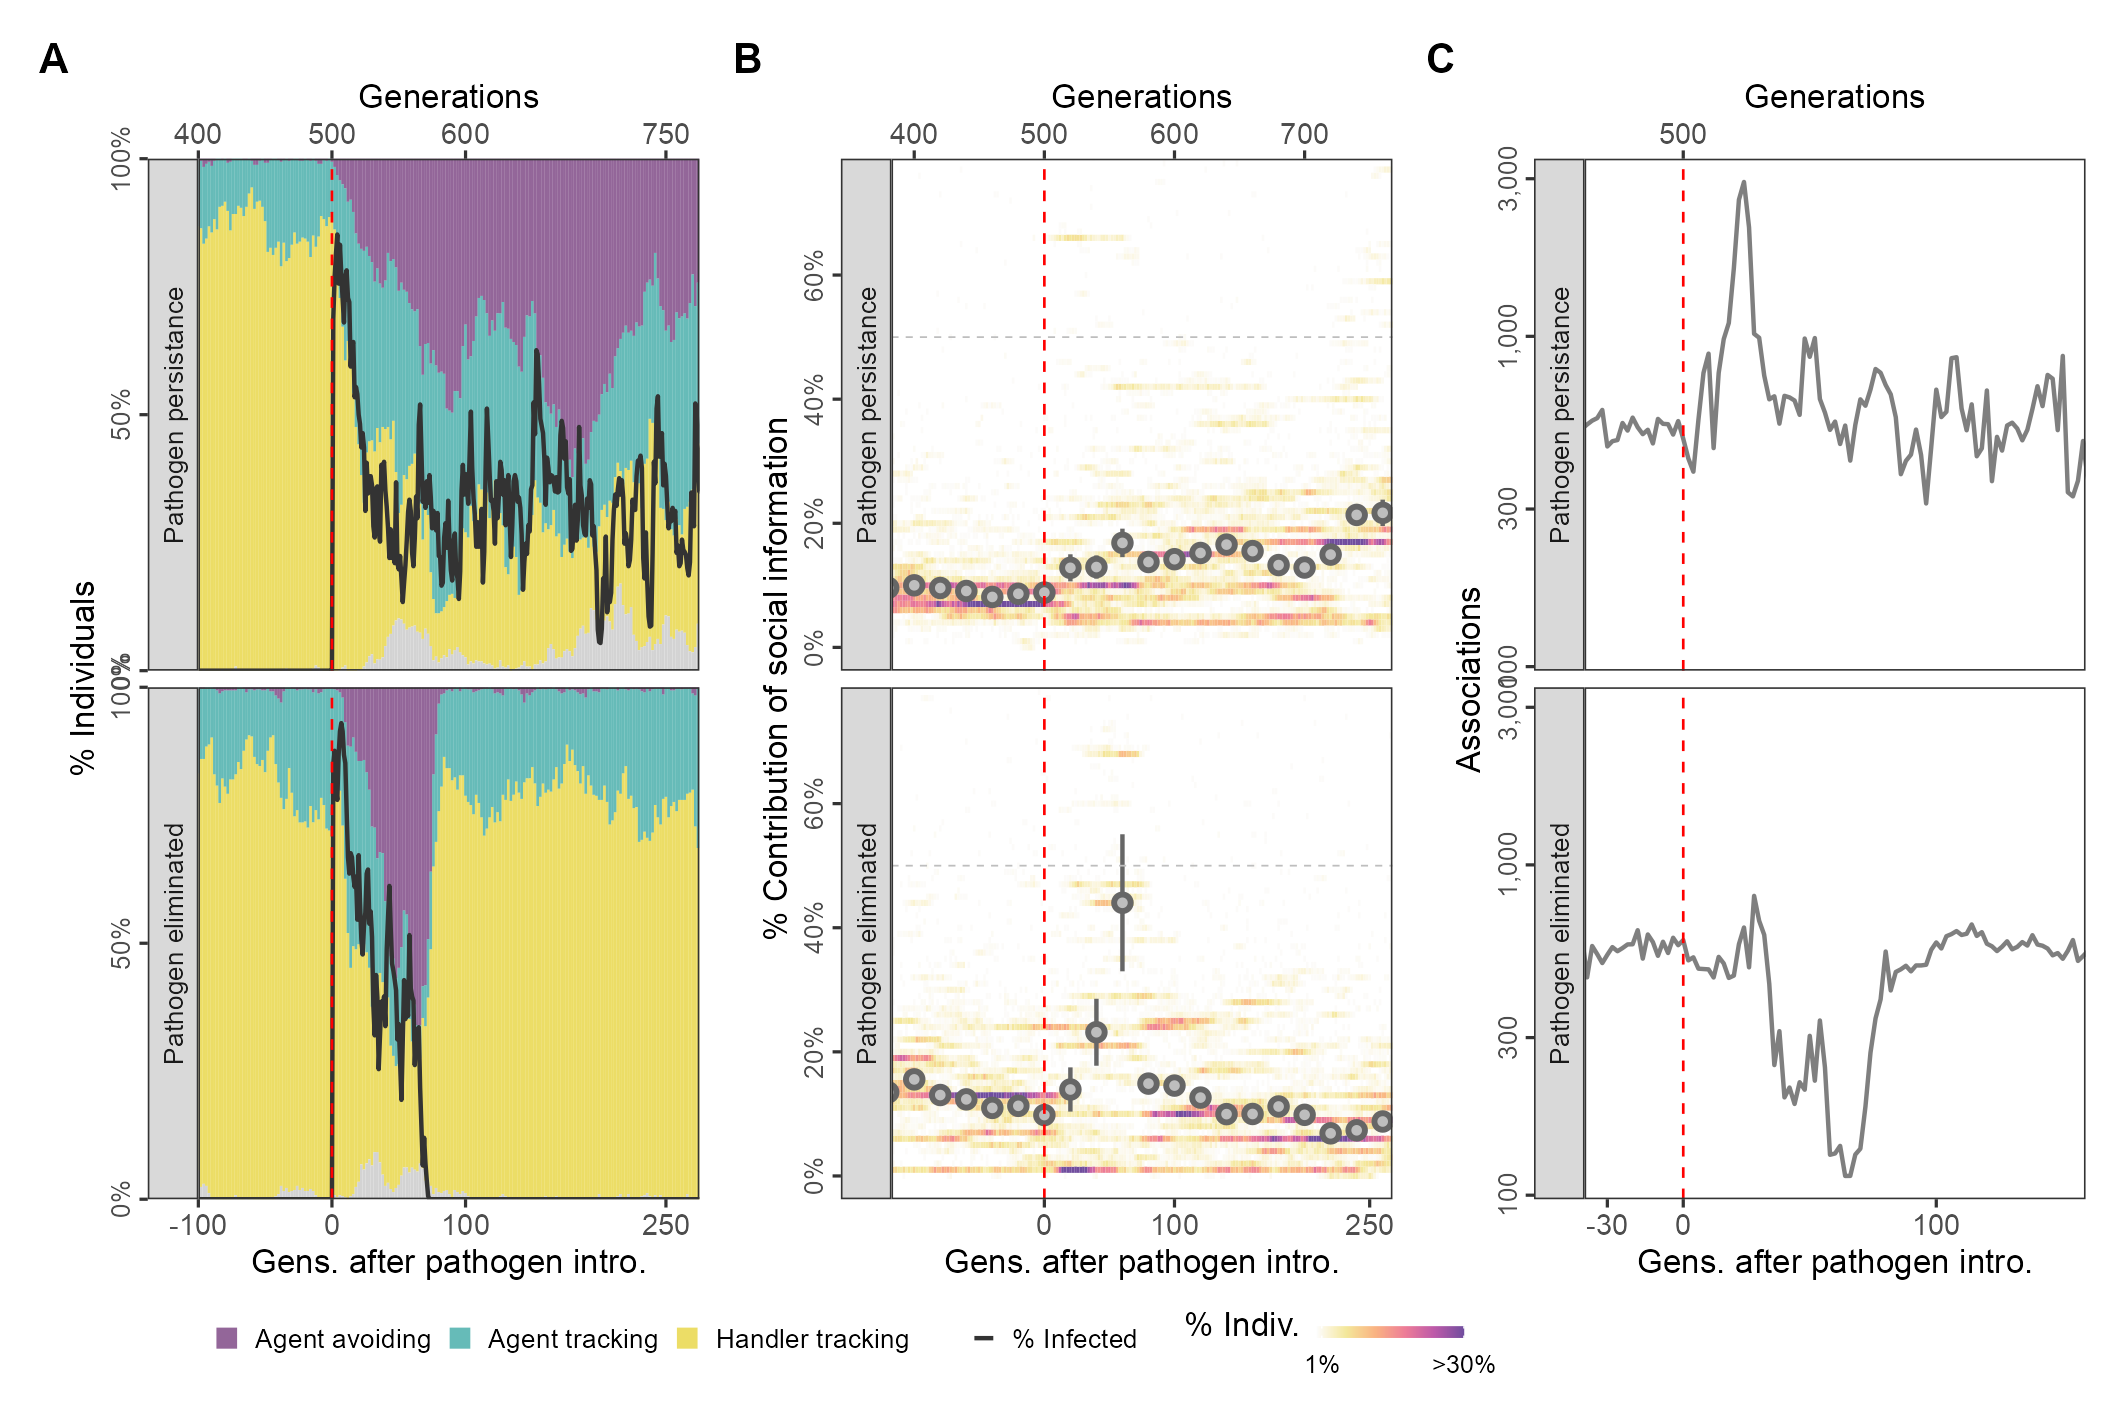 A
B
C
Generations
Generations
Generations
400 500 600 750
400 500 600 700
500
% Individuals
100%
50%
0%
Pathogen persistance
100%
50%
0%
Pathogen eliminated
% Contribution of social information
60%
40%
20%
0%
Pathogen persistance
60%
40%
20%
0%
Pathogen eliminated
Associations
3,000
1,000
300
100
Pathogen persistance
3,000
1,000
300
100
Pathogen eliminated
-100 0 100 250
0 100 250
-30 0 100
Gens. after pathogen intro.
Gens. after pathogen intro.
Gens. after pathogen intro.
Agent avoiding Agent tracking Handler tracking % Infected % Indiv.
1% >30%